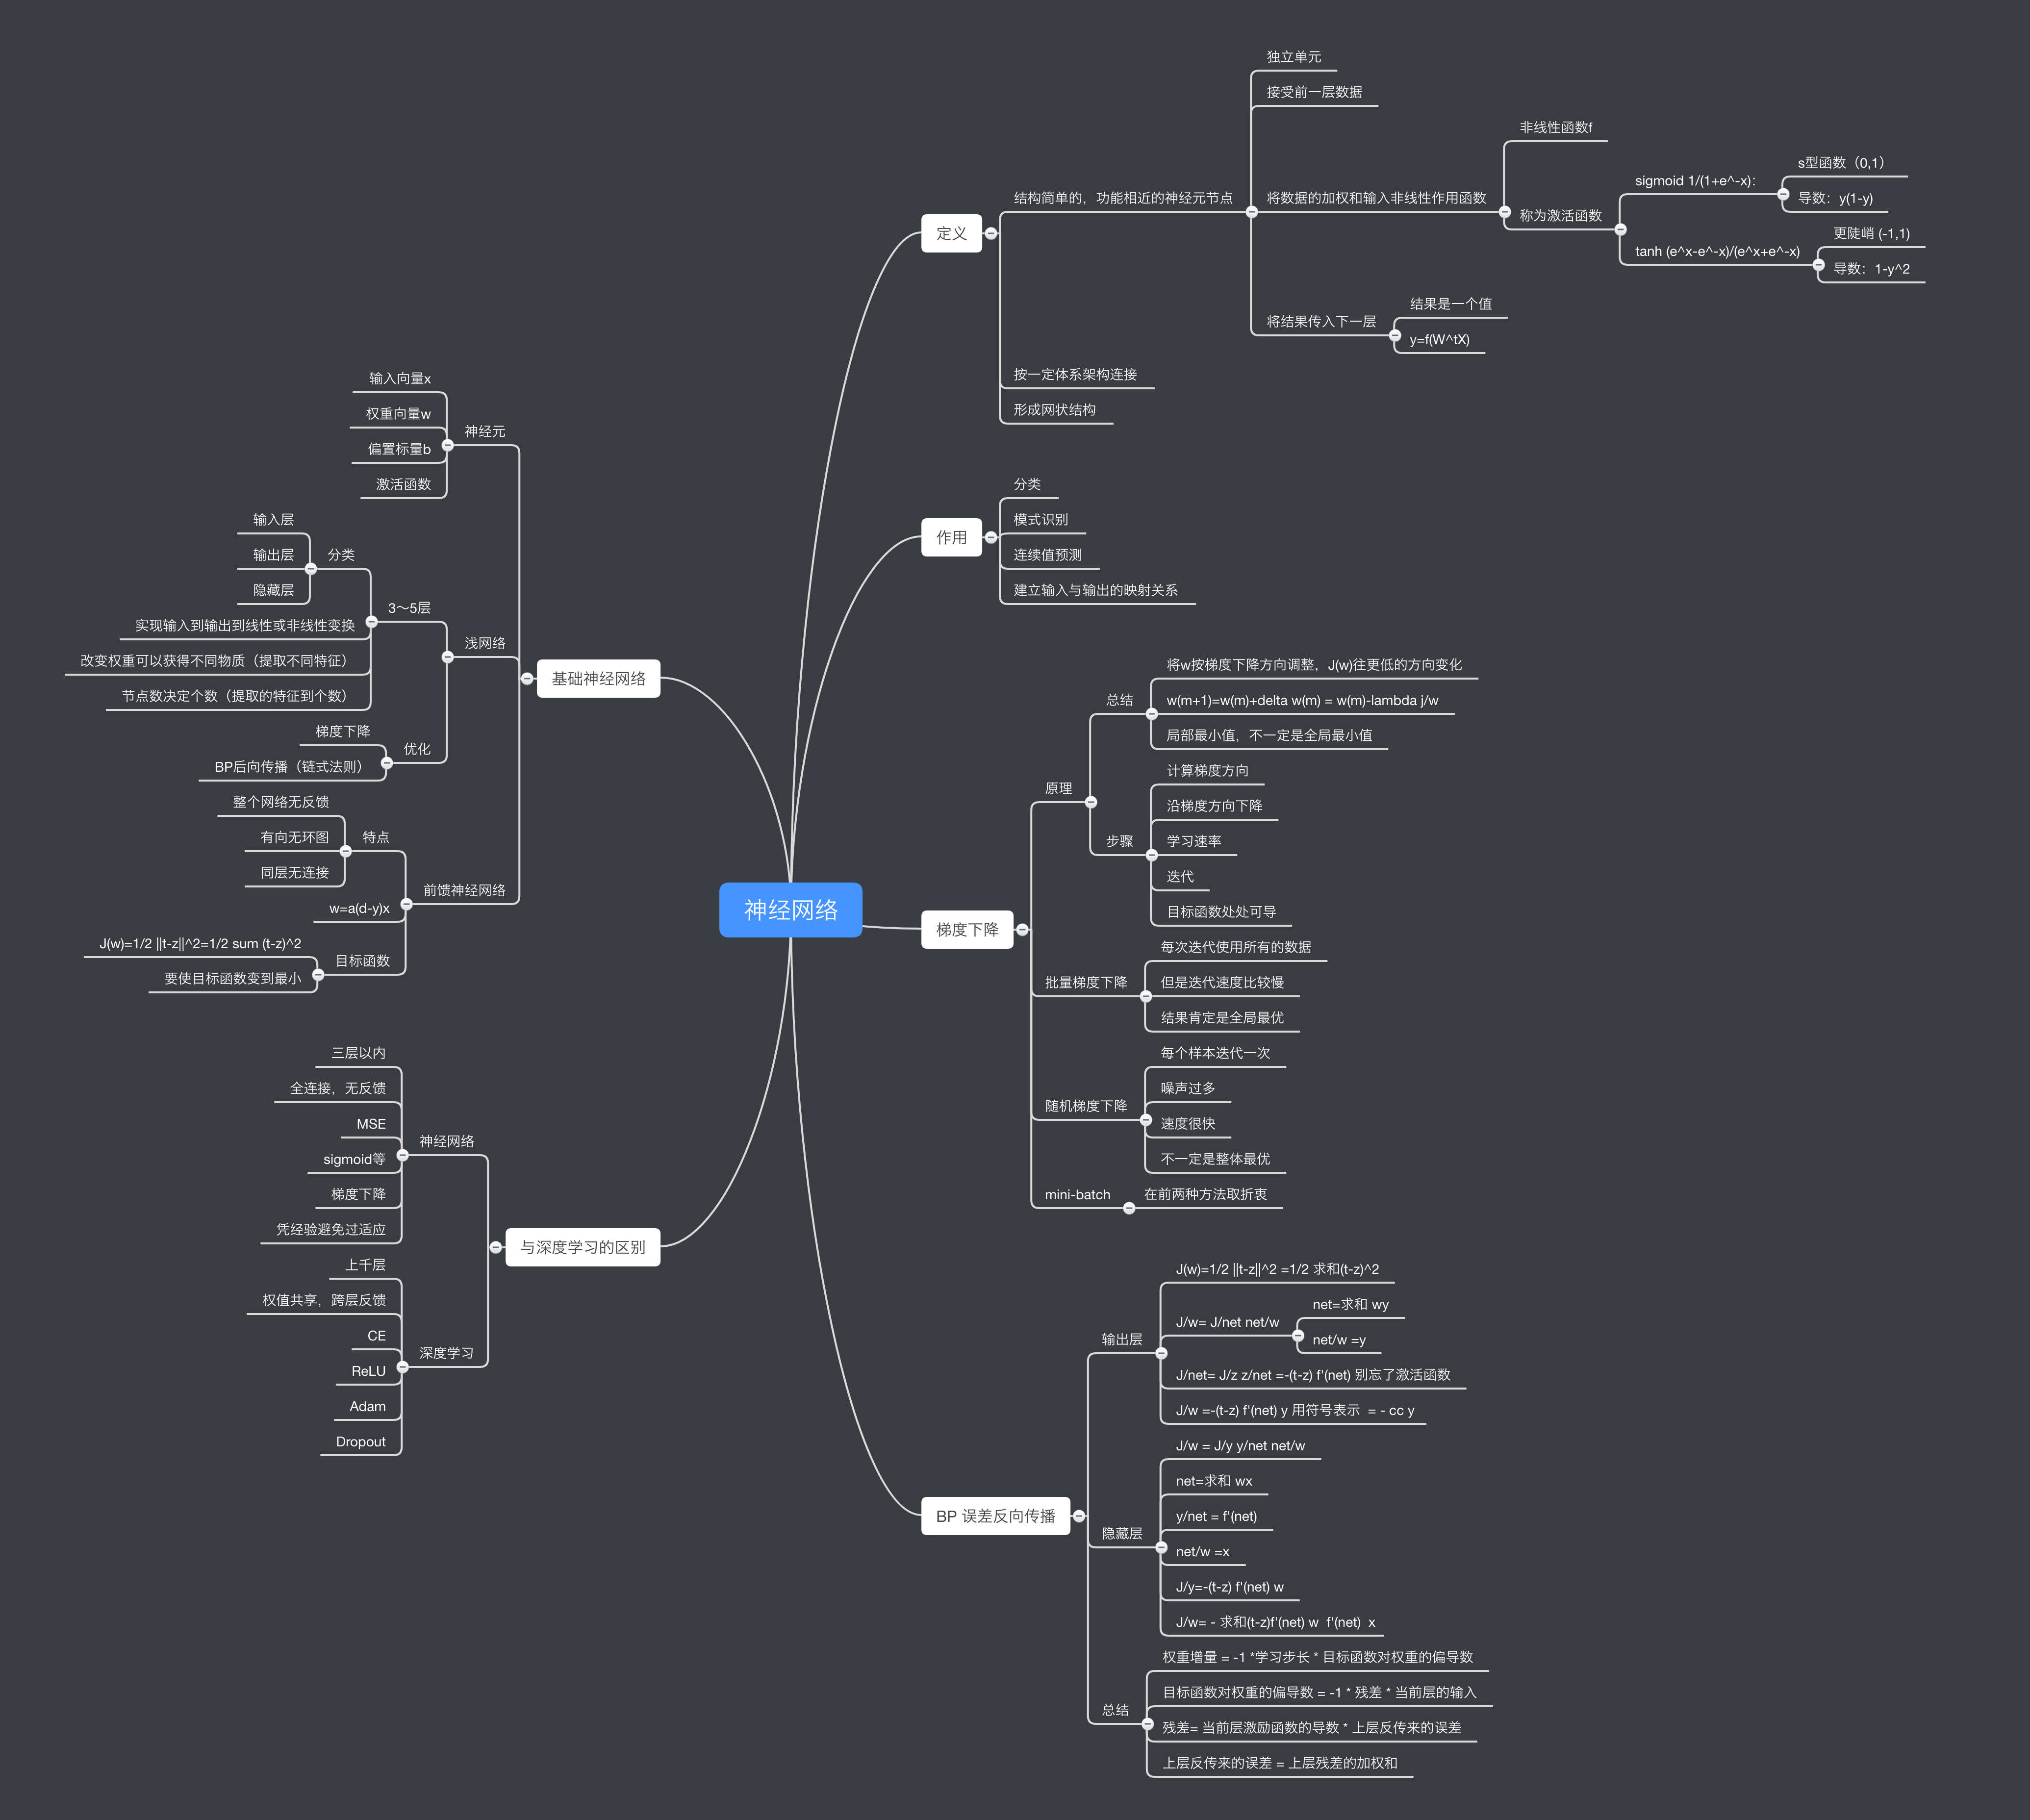 神经网络
定义
结构简单的，功能相近的神经元节点
独立单元
接受前一层数据
将数据的加权和输入非线性作用函数
非线性函数f
称为激活函数
sigmoid 1/(1+e^-x)：
s型函数（0,1）
导数：y(1-y)
tanh (e^x-e^-x)/(e^x+e^-x)
更陡峭 (-1,1)
导数：1-y^2
将结果传入下一层
结果是一个值
y=f(W^tX)
按一定体系架构连接
形成网状结构
作用
分类
模式识别
连续值预测
建立输入与输出的映射关系
梯度下降
原理
总结
将w按梯度下降方向调整，J(w)往更低的方向变化
w(m+1)=w(m)+delta w(m) = w(m)-lambda j/w
局部最小值，不一定是全局最小值
步骤
计算梯度方向
沿梯度方向下降
学习速率
迭代
目标函数处处可导
批量梯度下降
每次迭代使用所有的数据
但是迭代速度比较慢
结果肯定是全局最优
随机梯度下降
每个样本迭代一次
噪声过多
速度很快
不一定是整体最优
mini-batch
在前两种方法取折衷
BP 误差反向传播
输出层
J(w)=1/2 ||t-z||^2 =1/2 求和(t-z)^2
J/w= J/net net/w
net=求和 wy
net/w =y
J/net= J/z z/net =-(t-z) f'(net) 别忘了激活函数
J/w =-(t-z) f'(net) y 用符号表示  = - cc y
隐藏层
J/w = J/y y/net net/w
net=求和 wx
y/net = f'(net)
net/w =x
J/y=-(t-z) f'(net) w
J/w= - 求和(t-z)f'(net) w  f'(net)  x
总结
权重增量 = -1 *学习步长 * 目标函数对权重的偏导数
目标函数对权重的偏导数 = -1 * 残差 * 当前层的输入
残差= 当前层激励函数的导数 * 上层反传来的误差
上层反传来的误差 = 上层残差的加权和
基础神经网络
神经元
输入向量x
权重向量w
偏置标量b
激活函数
浅网络
3～5层
分类
输入层
输出层
隐藏层
实现输入到输出到线性或非线性变换
改变权重可以获得不同物质（提取不同特征）
节点数决定个数（提取的特征到个数）
优化
梯度下降
BP后向传播（链式法则）
前馈神经网络
特点
整个网络无反馈
有向无环图
同层无连接
w=a(d-y)x
目标函数
J(w)=1/2 ||t-z||^2=1/2 sum (t-z)^2
要使目标函数变到最小
与深度学习的区别
神经网络
三层以内
全连接，无反馈
MSE
sigmoid等
梯度下降
凭经验避免过适应
深度学习
上千层
权值共享，跨层反馈
CE
ReLU
Adam
Dropout